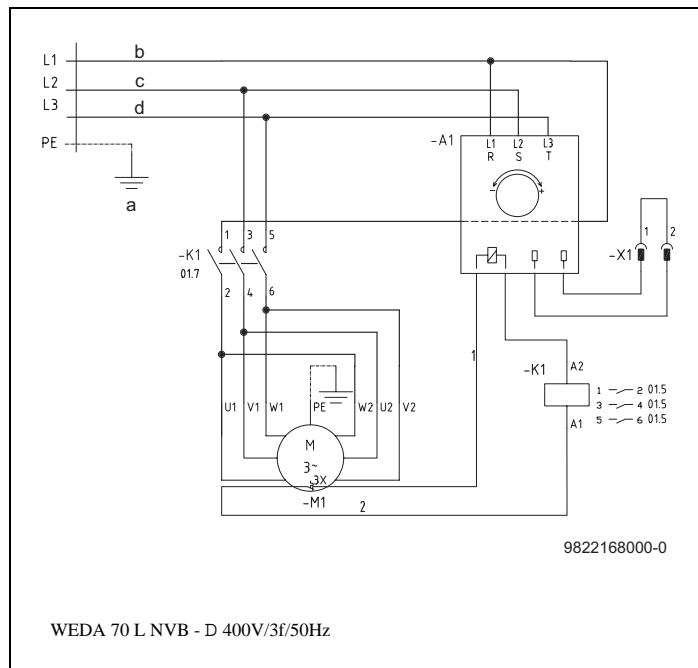 L1 b
L2 c
L3 d
PE
a
-A1
L1 L2 L3
R S T
- +
1 3 5
-K1
01.7
2 4 6
1 2
-X1
1
A2
-K1
1 2 01.5
3 4 01.5
5 6 01.5
A1
U1 V1 W1 PE W2 U2 V2
M
3~
3X
-M1
2
9822168000-0
WEDA 70 L NVB - D 400V/3f/50Hz